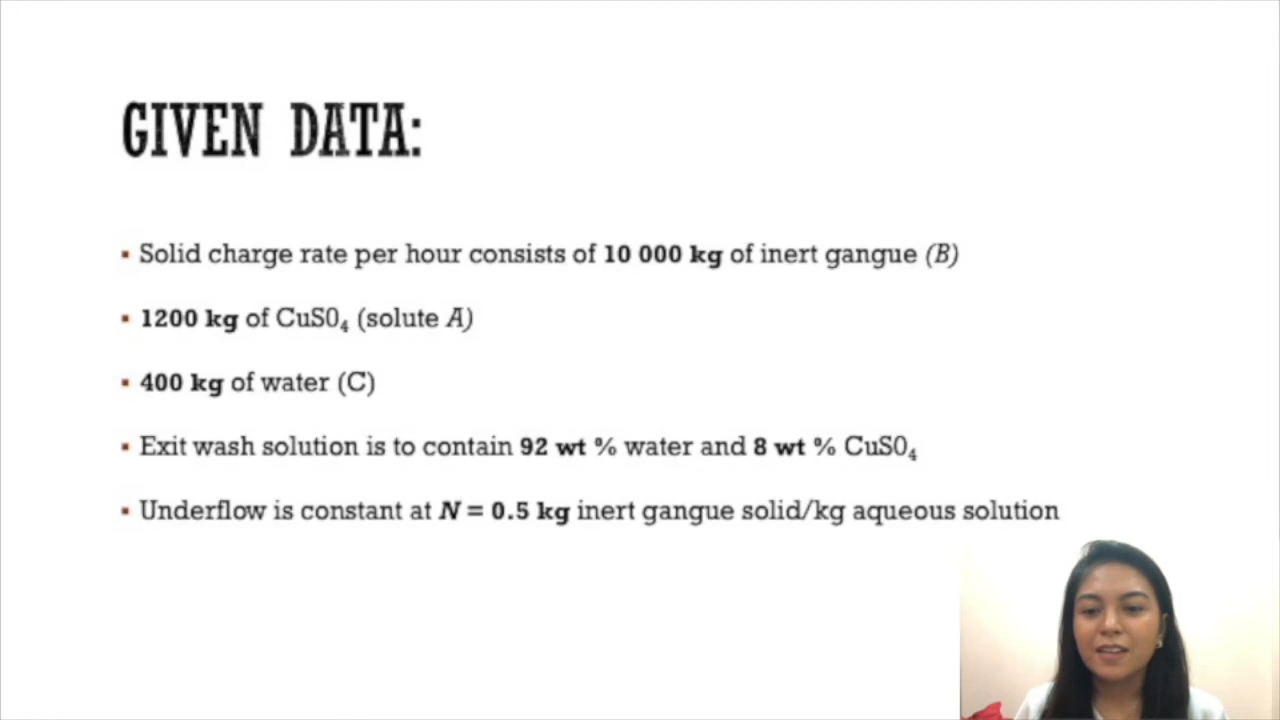 GIVEN DATA:
▪ Solid charge rate per hour consists of 10 000 kg of inert gangue (B)
▪ 1200 kg of CuS0₄ (solute A)
▪ 400 kg of water (C)
▪ Exit wash solution is to contain 92 wt % water and 8 wt % CuS0₄
▪ Underflow is constant at N = 0.5 kg inert gangue solid/kg aqueous solution